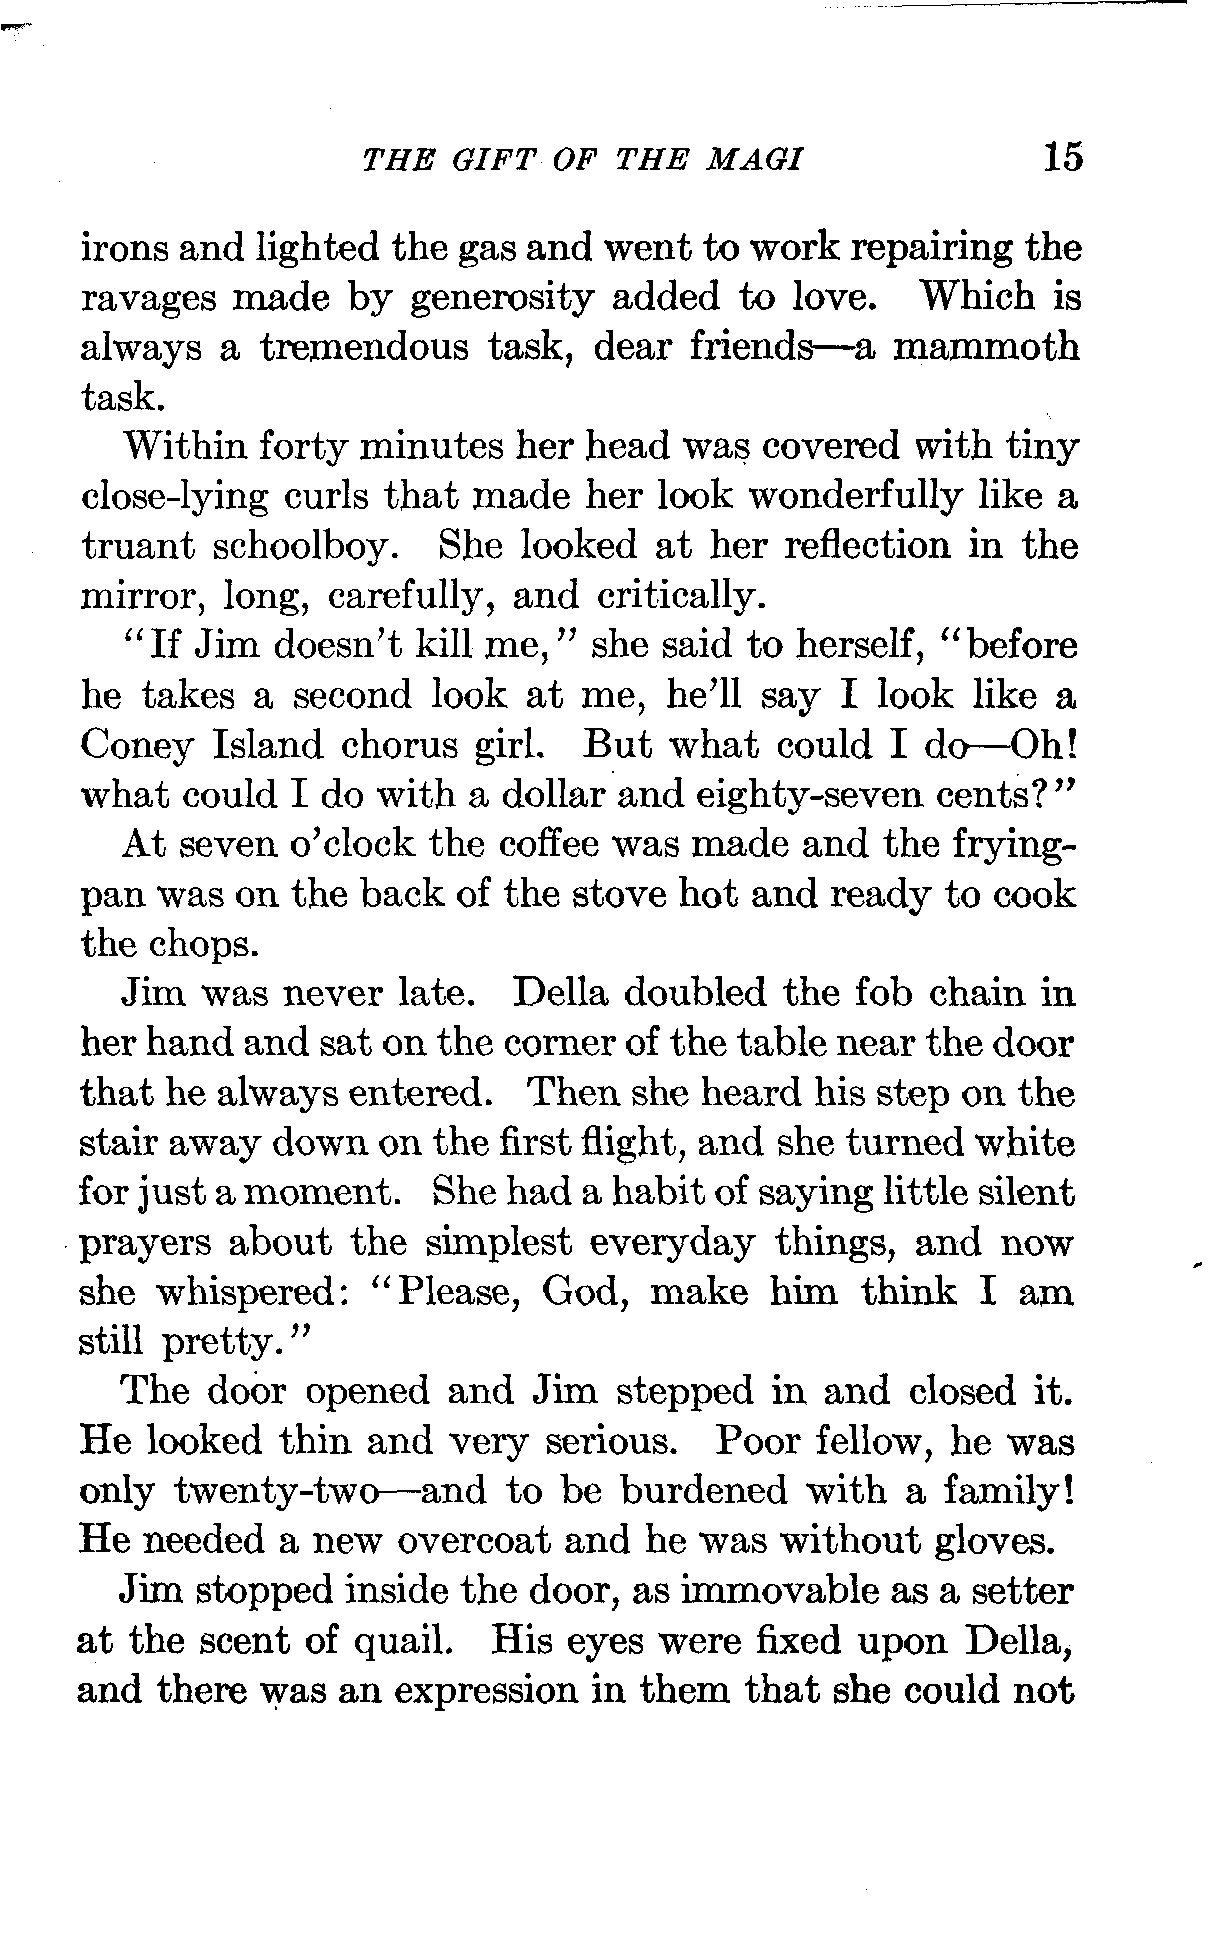 THE GIFT OF THE MAGI 15
irons and lighted the gas and went to work repairing the
ravages made by generosity added to love. Which is
always a tremendous task, dear friends—a mammoth
task.
Within forty minutes her head was covered with tiny
close-lying curls that made her look wonderfully like a
truant schoolboy. She looked at her reflection in the
mirror, long, carefully, and critically.
"If Jim doesn't kill me," she said to herself, "before
he takes a second look at me, he'll say I look like a
Coney Island chorus girl. But what could I do—Oh!
what could I do with a dollar and eighty-seven cents?"
At seven o'clock the coffee was made and the frying-
pan was on the back of the stove hot and ready to cook
the chops.
Jim was never late. Della doubled the fob chain in
her hand and sat on the corner of the table near the door
that he always entered. Then she heard his step on the
stair away down on the first flight, and she turned white
for just a moment. She had a habit of saying little silent
prayers about the simplest everyday things, and now
she whispered: "Please, God, make him think I am
still pretty."
The door opened and Jim stepped in and closed it.
He looked thin and very serious. Poor fellow, he was
only twenty-two—and to be burdened with a family!
He needed a new overcoat and he was without gloves.
Jim stopped inside the door, as immovable as a setter
at the scent of quail. His eyes were fixed upon Della,
and there was an expression in them that she could not